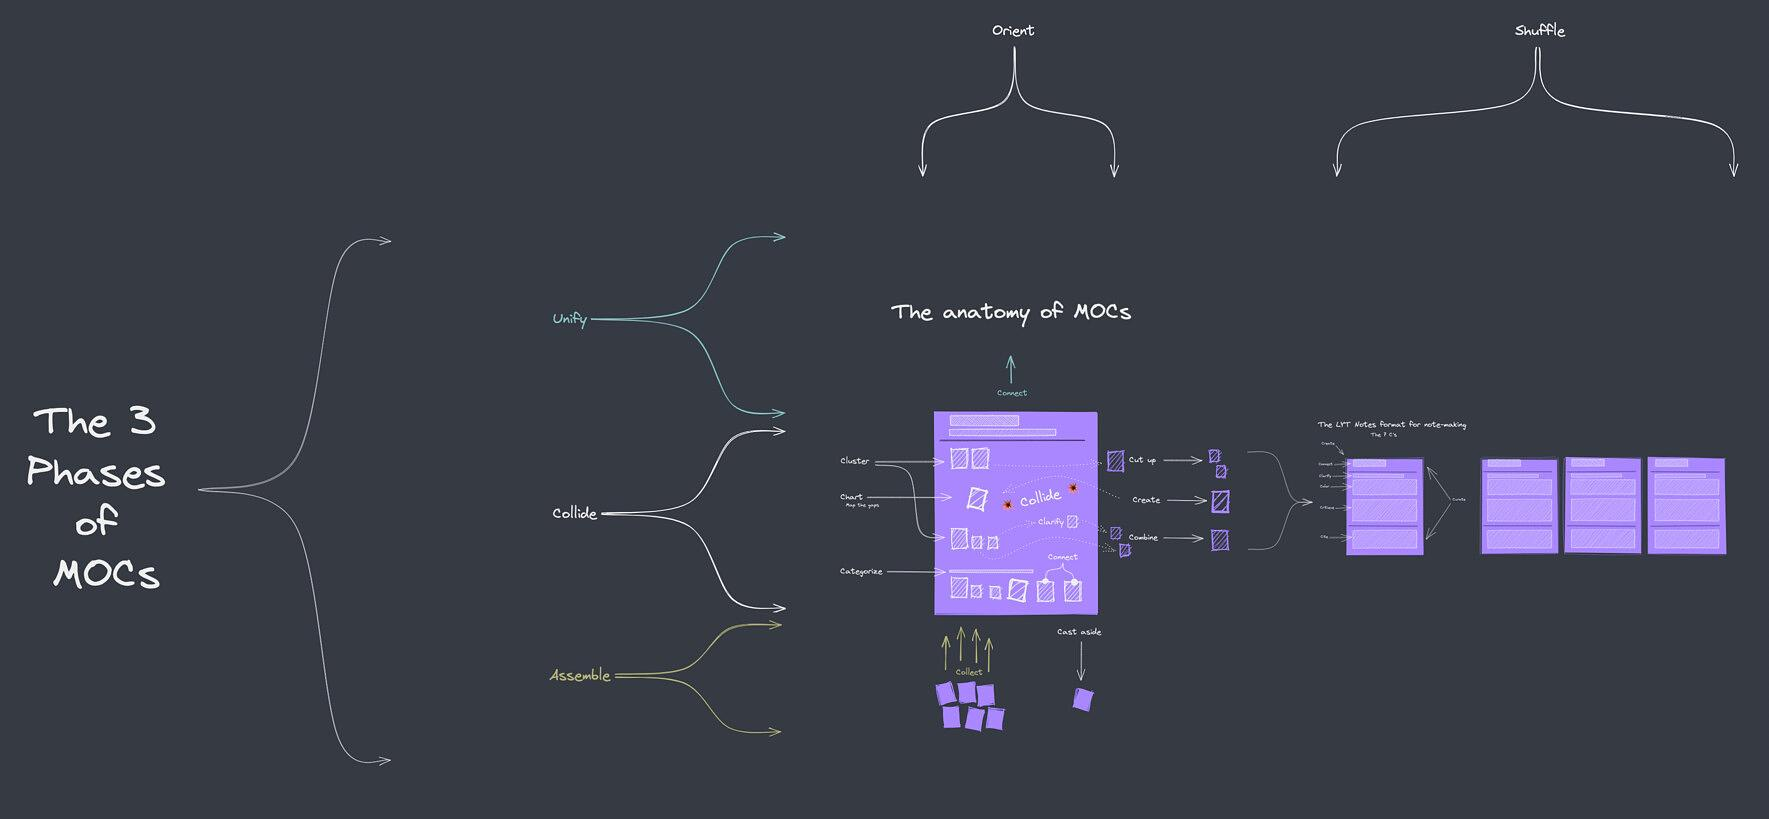 Orient
Shuffle
Unify
The anatomy of MOCs
Connect
The 3
Phases
of
MOCs
Collide
Assemble
Cluster
Chart
Map the gaps
Categorize
Collide
Clarify
Connect
Cut up
Create
Combine
Collect
Cast aside
The LYT Notes format for note-making
The 7 C's
Create
Connect
Clarify
Color
Critique
Cite
Curate